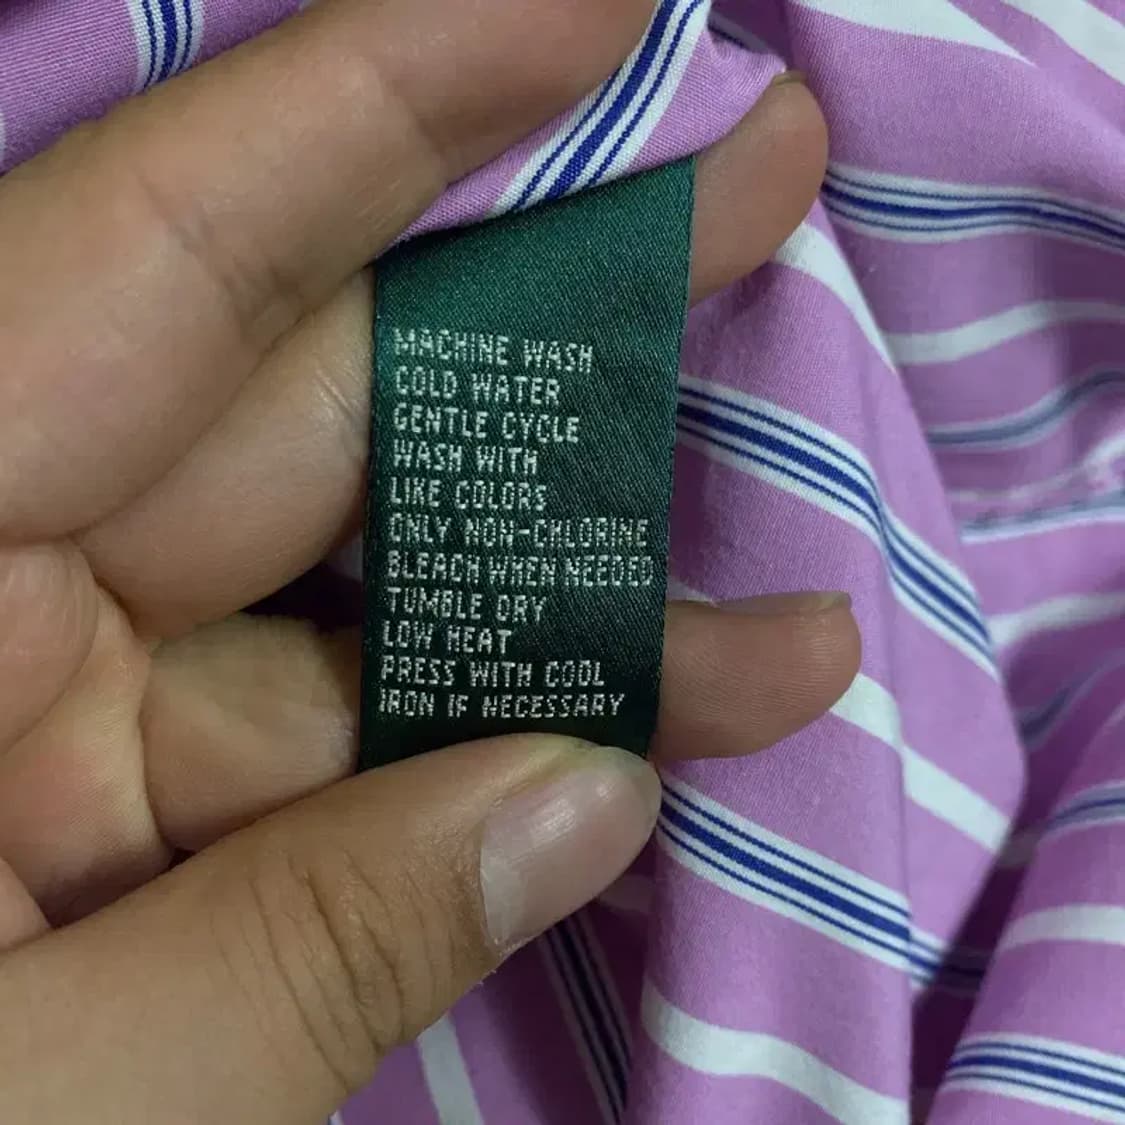 MACHINE WASH
COLD WATER
GENTLE CYCLE
WASH WITH
LIKE COLORS
ONLY NON-CHLORINE
BLEACH WHEN NEEDED
TUMBLE DRY
LOW HEAT
PRESS WITH COOL
IRON IF NECESSARY